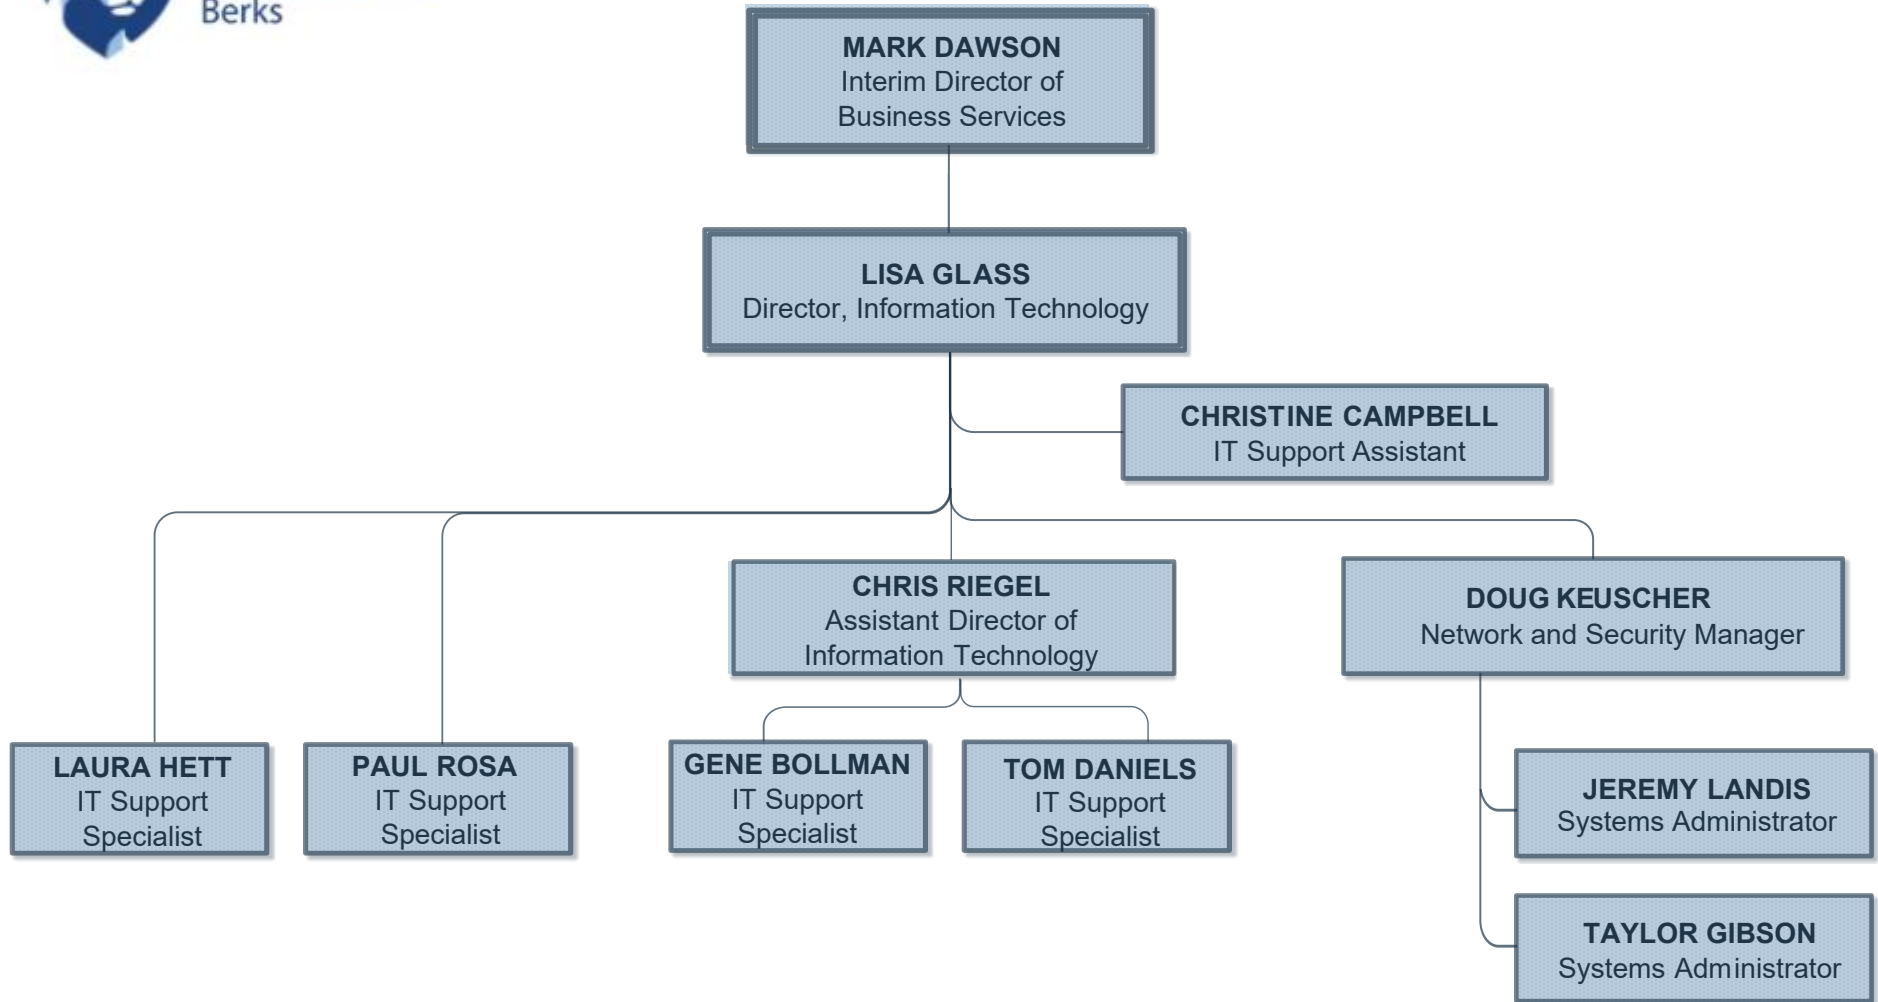 Berks
MARK DAWSON
Interim Director of
Business Services
LISA GLASS
Director, Information Technology
CHRISTINE CAMPBELL
IT Support Assistant
CHRIS RIEGEL
Assistant Director of
Information Technology
DOUG KEUSCHER
Network and Security Manager
LAURA HETT
IT Support
Specialist
PAUL ROSA
IT Support
Specialist
GENE BOLLMAN
IT Support
Specialist
TOM DANIELS
IT Support
Specialist
JEREMY LANDIS
Systems Administrator
TAYLOR GIBSON
Systems Administrator